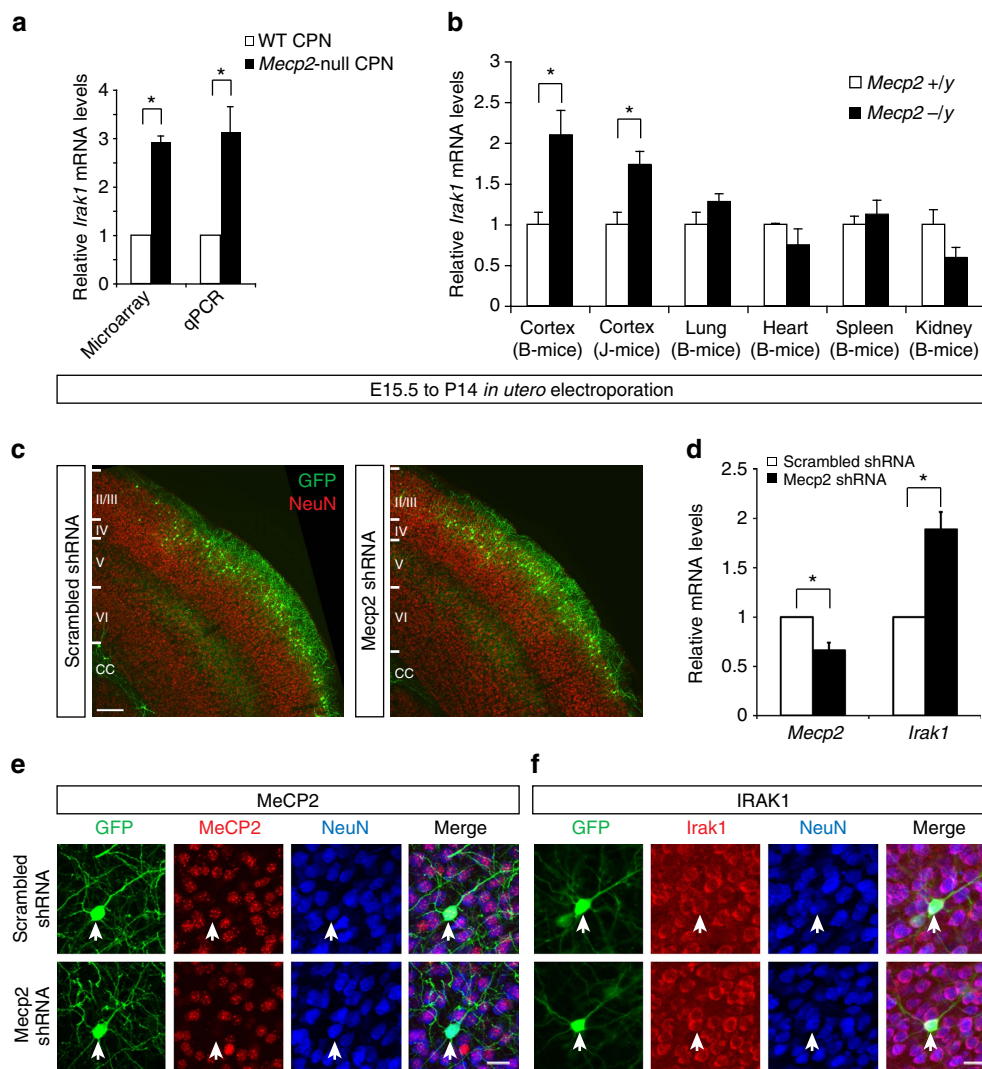 a
WT CPN
Mecp2-null CPN
Relative Irak1 mRNA levels
4
3
2
1
0
*
*
Microarray
qPCR
b
Relative Irak1 mRNA levels
3
2.5
2
1.5
1
0.5
0
*
*
Mecp2 +/y
Mecp2 –/y
Cortex
(B-mice)
Cortex
(J-mice)
Lung
(B-mice)
Heart
(B-mice)
Spleen
(B-mice)
Kidney
(B-mice)
E15.5 to P14 in utero electroporation
c
Scrambled shRNA
GFP
NeuN
II/III
IV
V
VI
CC
Mecp2 shRNA
II/III
IV
V
VI
CC
d
Scrambled shRNA
Mecp2 shRNA
Relative mRNA levels
2.5
2
1.5
1
0.5
0
*
*
Mecp2
Irak1
e
MeCP2
GFP
MeCP2
NeuN
Merge
Scrambled
shRNA
Mecp2
shRNA
f
IRAK1
GFP
Irak1
NeuN
Merge